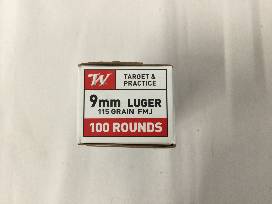 W
TARGET &
PRACTICE
9mm LUGER
115 GRAIN FMJ
100 ROUNDS